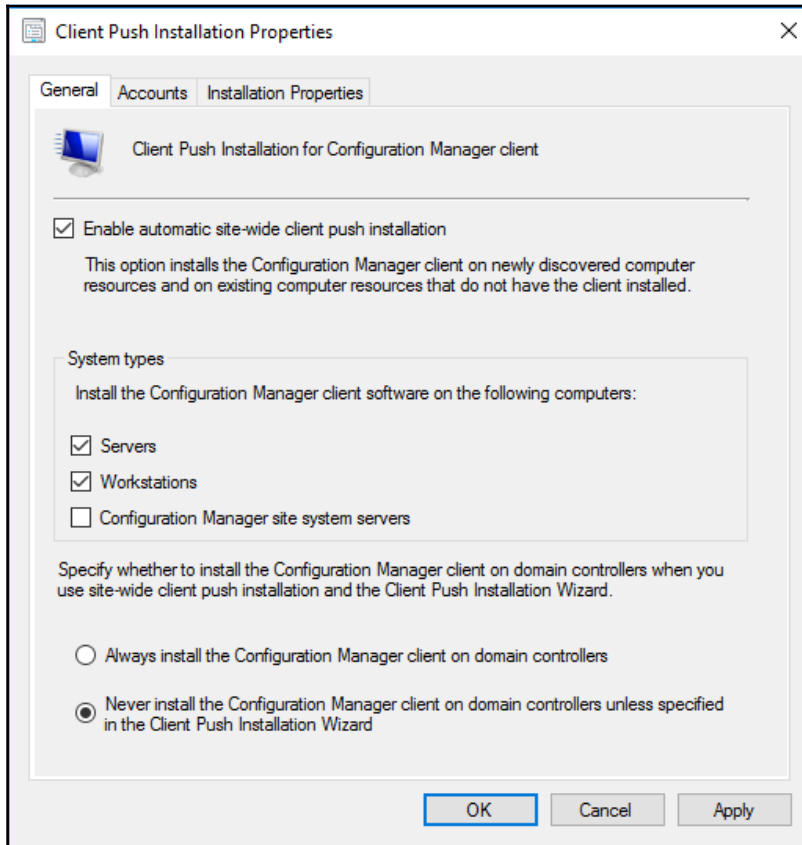 Client Push Installation Properties
General
Accounts
Installation Properties
Client Push Installation for Configuration Manager client
Enable automatic site-wide client push installation
This option installs the Configuration Manager client on newly discovered computer
resources and on existing computer resources that do not have the client installed.
System types
Install the Configuration Manager client software on the following computers:
Servers
Workstations
Configuration Manager site system servers
Specify whether to install the Configuration Manager client on domain controllers when you
use site-wide client push installation and the Client Push Installation Wizard.
Always install the Configuration Manager client on domain controllers
Never install the Configuration Manager client on domain controllers unless specified
in the Client Push Installation Wizard
OK
Cancel
Apply